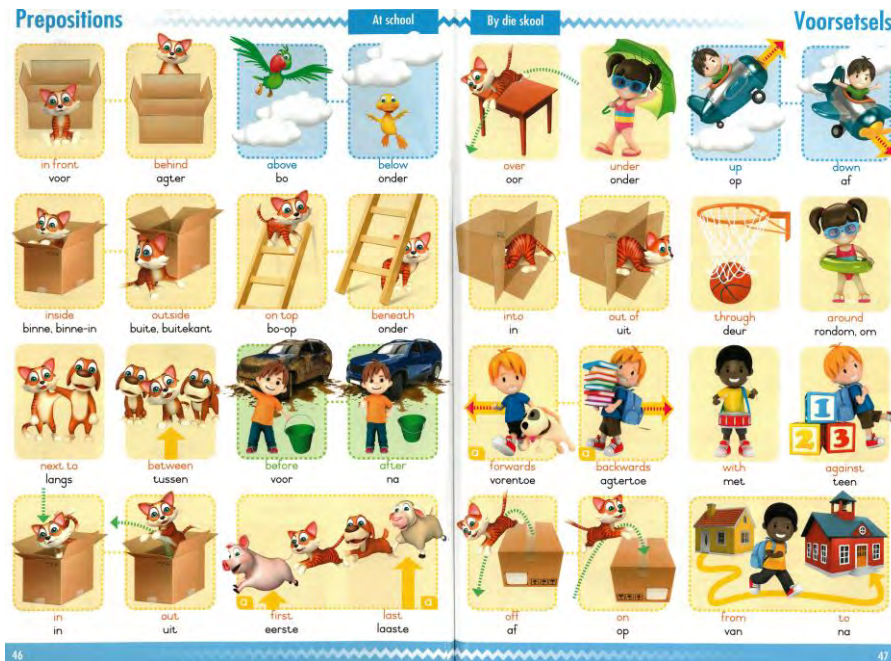 Prepositions
At school
By die skool
Voorsetsels
in front
voor
behind
agter
above
bo
below
onder
over
oor
under
onder
up
op
down
af
inside
binne, binne-in
outside
buite, buitekant
on top
bo-op
beneath
onder
into
in
out of
uit
through
deur
around
rondom, om
next to
langs
between
tussen
before
voor
after
na
a
forwards
vorentoe
a
backwards
agtertoe
with
met
1
2 3
against
teen
in
in
out
uit
a
first
eerste
last
a
laaste
off
af
on
op
from
van
to
na
46
47